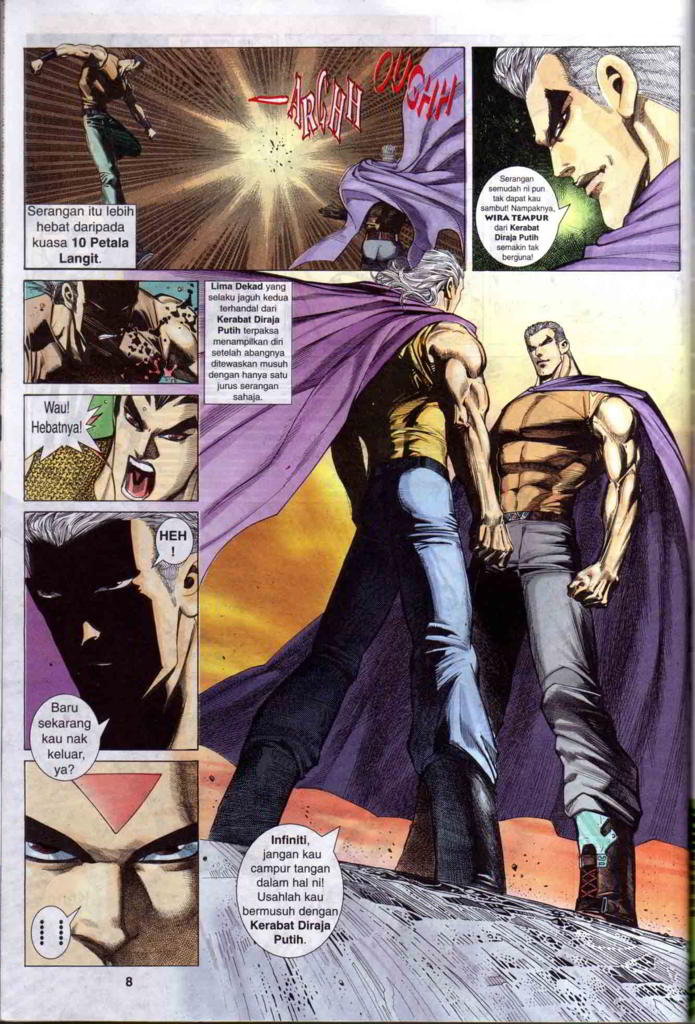 ARGHH
OUGHH
Serangan itu lebih
hebat daripada
kuasa 10 Petala
Langit.
Serangan
semudah ni pun
tak dapat kau
sambut! Nampaknya,
WIRA TEMPUR
dari Kerabat
Diraja Putih
semakin tak
berguna!
Lima Dekad yang
selaku jaguh kedua
terhandal dari
Kerabat Diraja
Putih terpaksa
menampilkan diri
setelah abangnya
ditewaskan musuh
dengan hanya satu
jurus serangan
sahaja.
Wau!
Hebatnya!
HEH
!
Baru
sekarang
kau nak
keluar,
ya?
!!
Infiniti,
jangan kau
campur tangan
dalam hal ni!
Usahlah kau
bermusuh dengan
Kerabat Diraja
Putih.
8